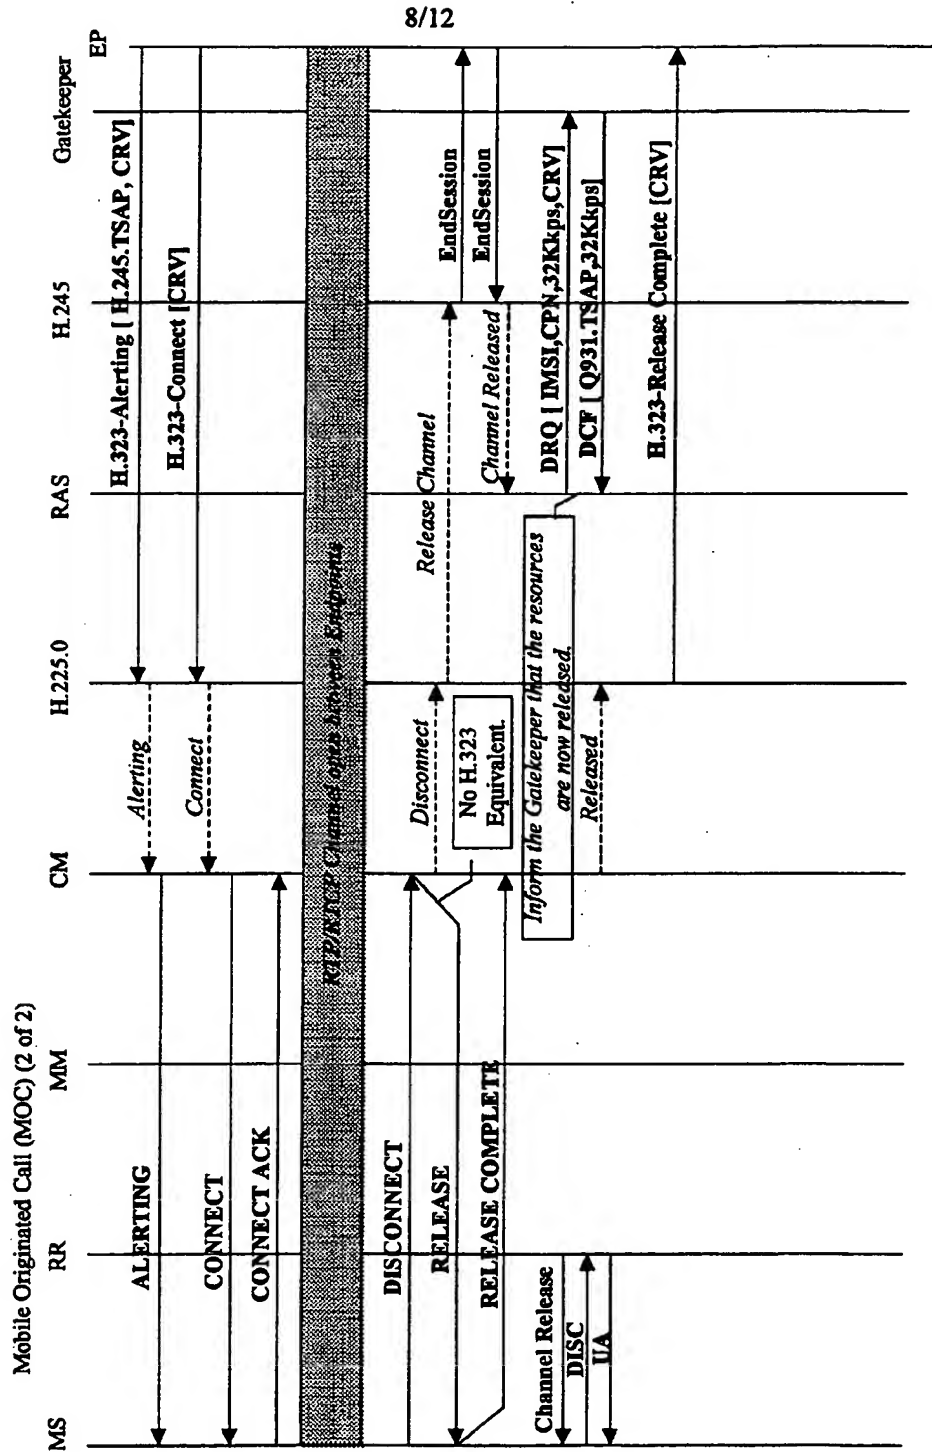 8/12
Mobile Originated Call (MOC) (2 of 2)
MS
RR
MM
CM
H.225.0
RAS
H.245
Gatekeeper
EP
H.323-Alerting [ H.245.TSAP, CRV]
Alerting
ALERTING
H.323-Connect [CRV]
Connect
CONNECT
CONNECT ACK
RTP/RTCP Channel open between Endpoints
DISCONNECT
Disconnect
Release Channel
EndSession
EndSession
Channel Released
RELEASE
No H.323
Equivalent.
RELEASE COMPLETE
DRQ [ IMSI,CPN,32Kkps,CRV]
DCF [ Q931.TSAP,32Kkps]
Inform the Gatekeeper that the resources
are now released.
Released
H.323-Release Complete [CRV]
Channel Release
DISC
UA